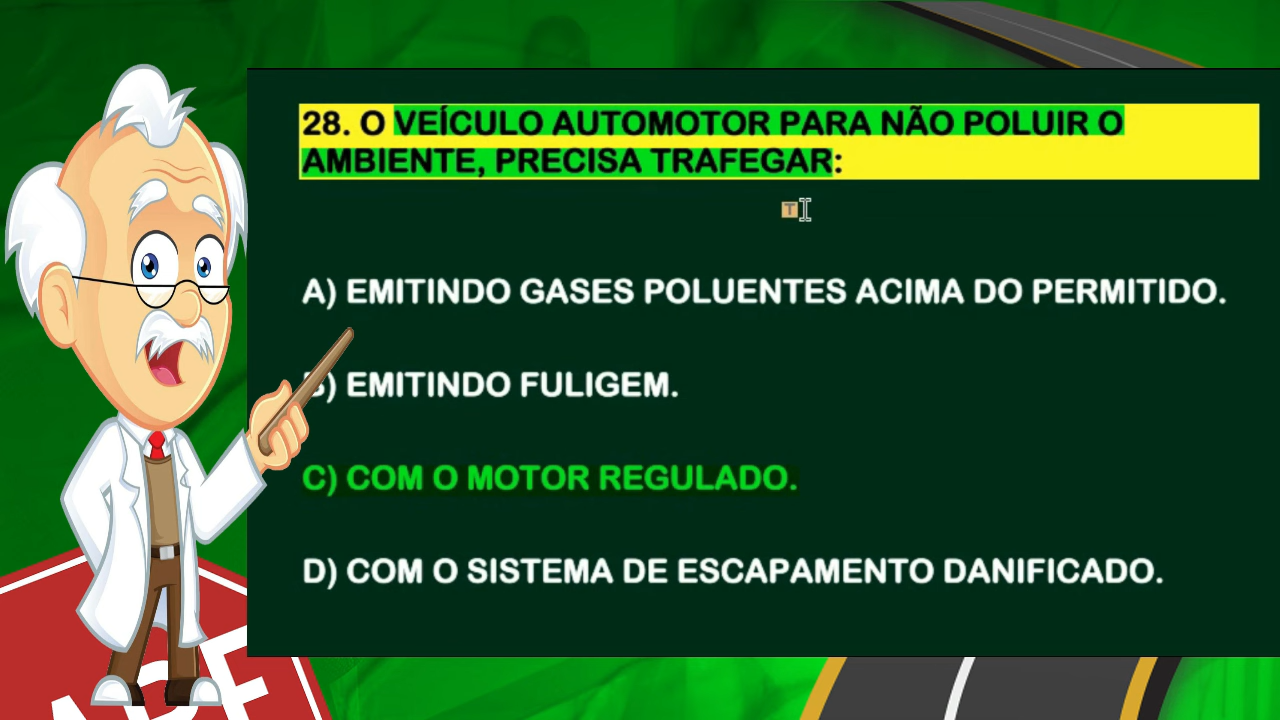 28. O VEÍCULO AUTOMOTOR PARA NÃO POLUIR O
AMBIENTE, PRECISA TRAFEGAR:
T
A) EMITINDO GASES POLUENTES ACIMA DO PERMITIDO.
B) EMITINDO FULIGEM.
C) COM O MOTOR REGULADO.
D) COM O SISTEMA DE ESCAPAMENTO DANIFICADO.